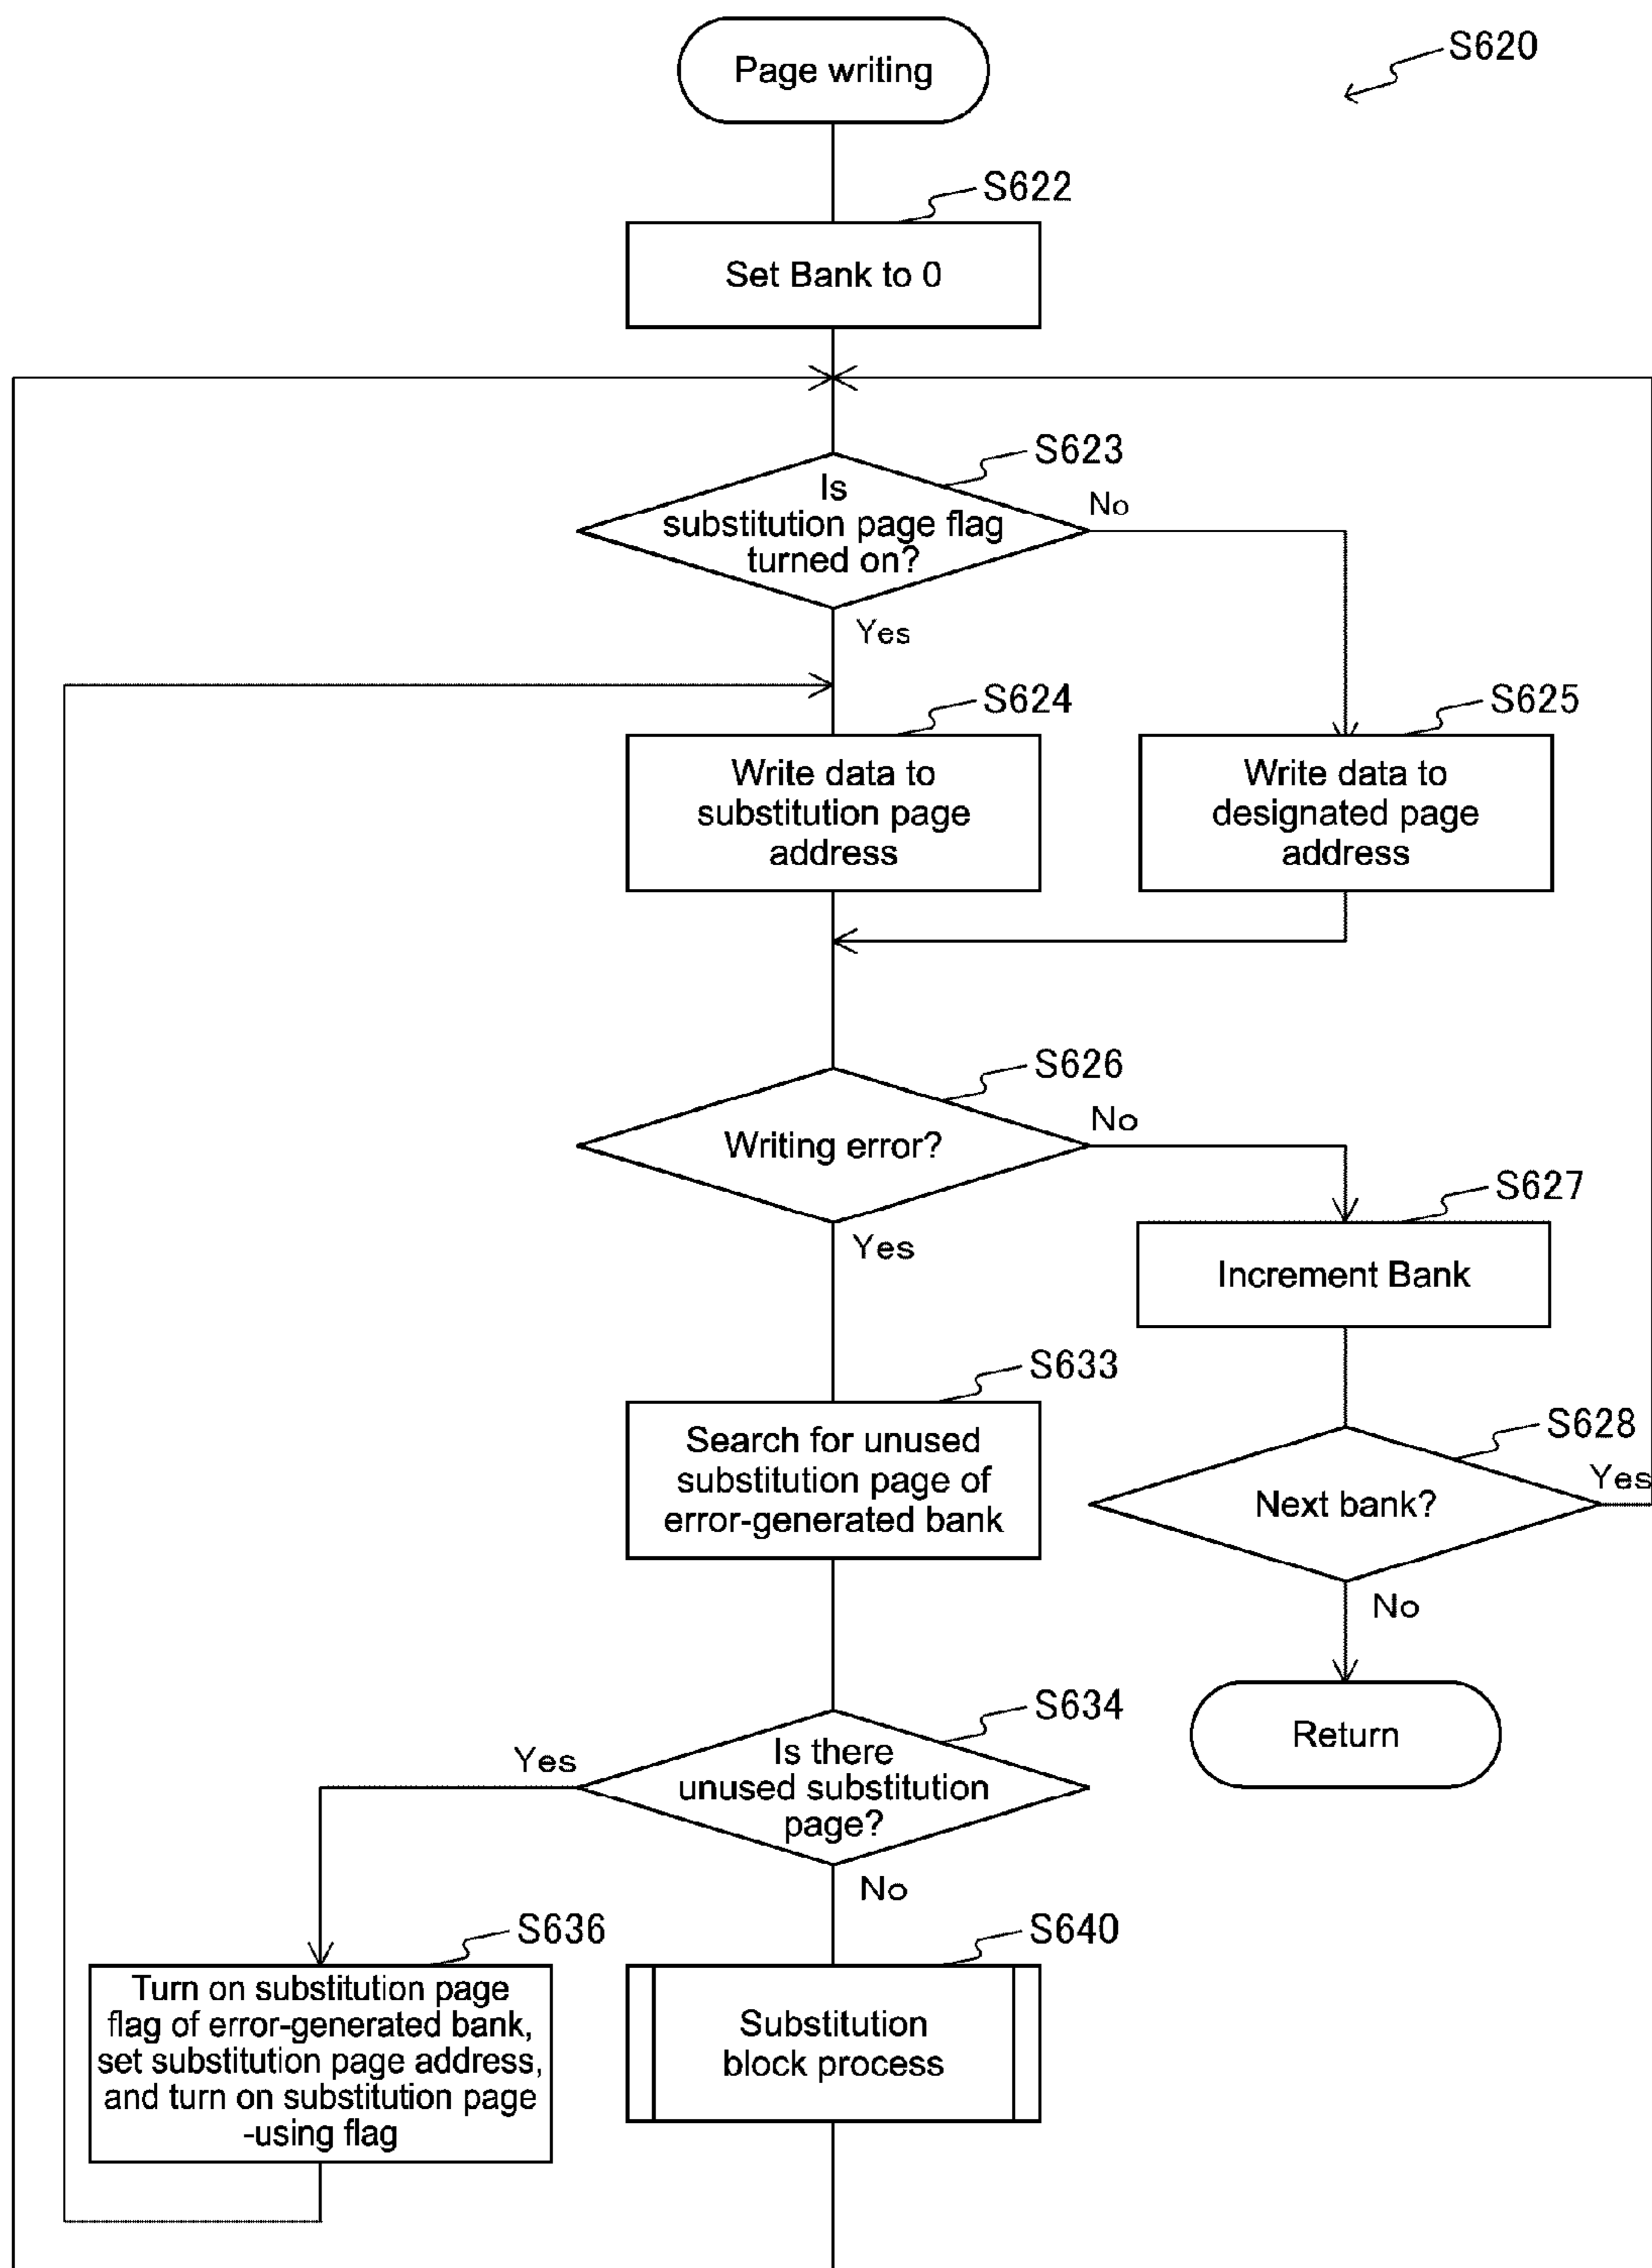 Page writing
S620
S622
Set Bank to 0
S623
Is
substitution page flag
turned on?
No
Yes
S624
S625
Write data to
substitution page
address
Write data to
designated page
address
S626
Writing error?
No
Yes
S627
Increment Bank
S633
Search for unused
substitution page of
error-generated bank
S628
Next bank?
Yes
No
Return
S634
Is there
unused substitution
page?
Yes
No
S636
Turn on substitution page
flag of error-generated bank,
set substitution page address,
and turn on substitution page
-using flag
S640
Substitution
block process